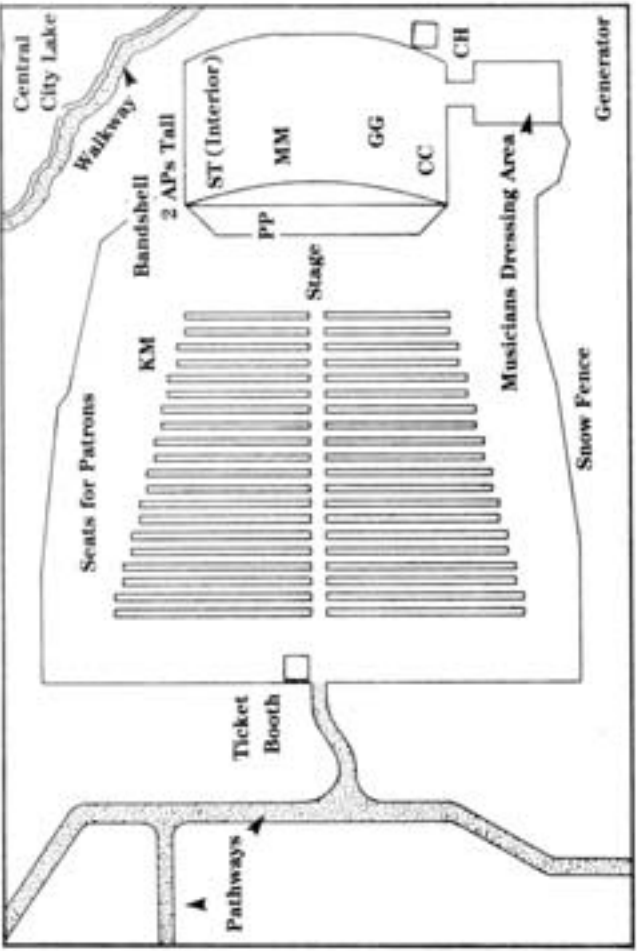 Central
City Lake
Walkway
Seats for Patrons
Bandshell
2 APs Tall
KM
ST (Interior)
Pathways
Ticket
Booth
PP
MM
Stage
GG
CC
CH
Musicians Dressing Area
Snow Fence
Generator